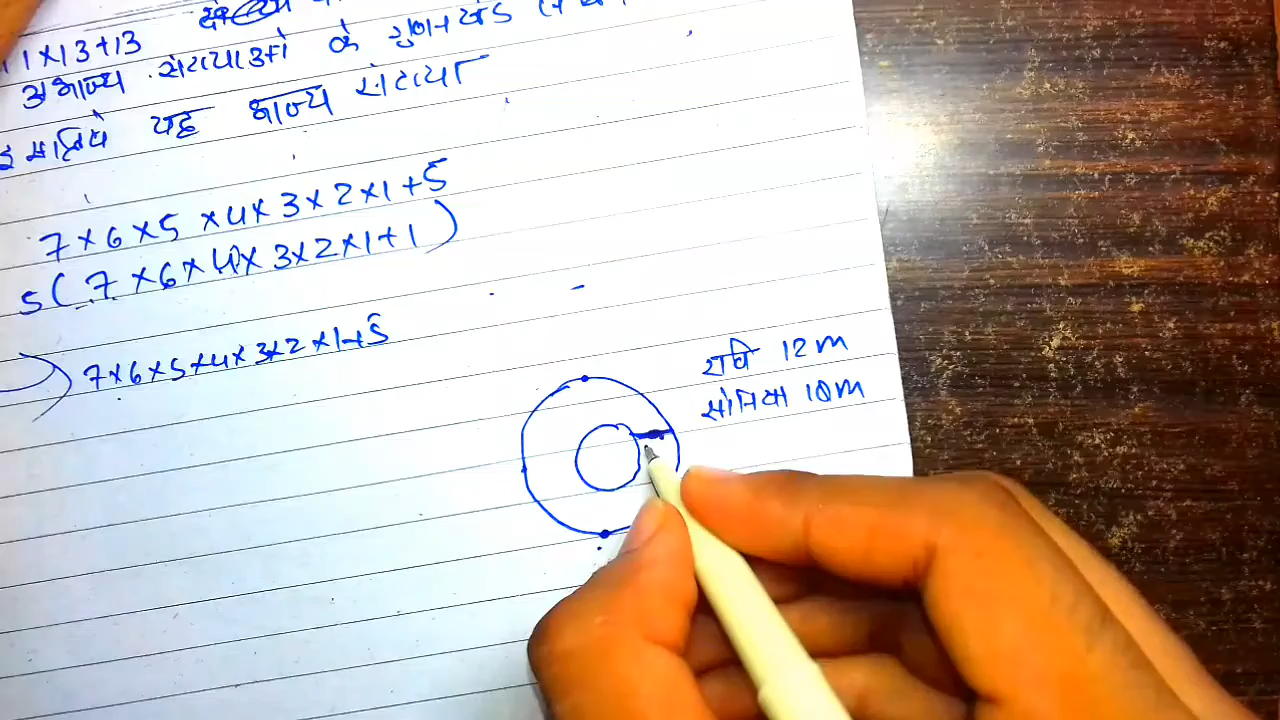 1×13+13
अभाज्य संख्याओं के गुणनखंड
यह भाज्य संख्या
7×6×5×4×3×2×1+5
5(7×6×4×3×2×1+1)
7×6×5×4×3×2×1+5
रवि 12m
सोनिया 10m